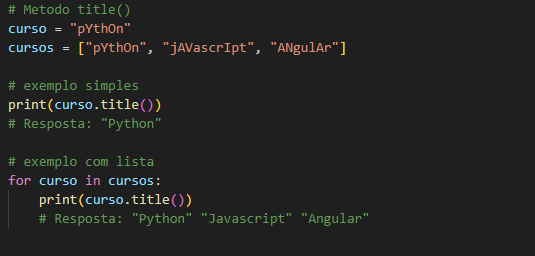 # Metodo title()
curso = "pYthOn"
cursos = ["pYthOn", "jAVascrIpt", "ANgulAr"]
# exemplo simples
print(curso.title())
# Resposta: "Python"
# exemplo com lista
for curso in cursos:
    print(curso.title())
    # Resposta: "Python" "Javascript" "Angular"